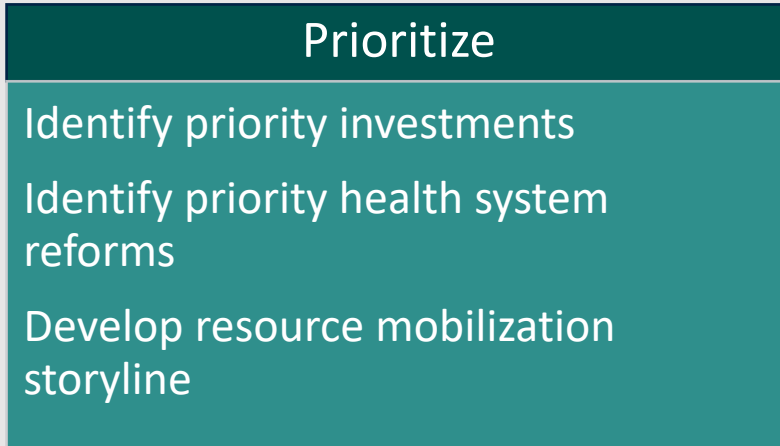 Prioritize
Identify priority investments
Identify priority health system
reforms
Develop resource mobilization
storyline